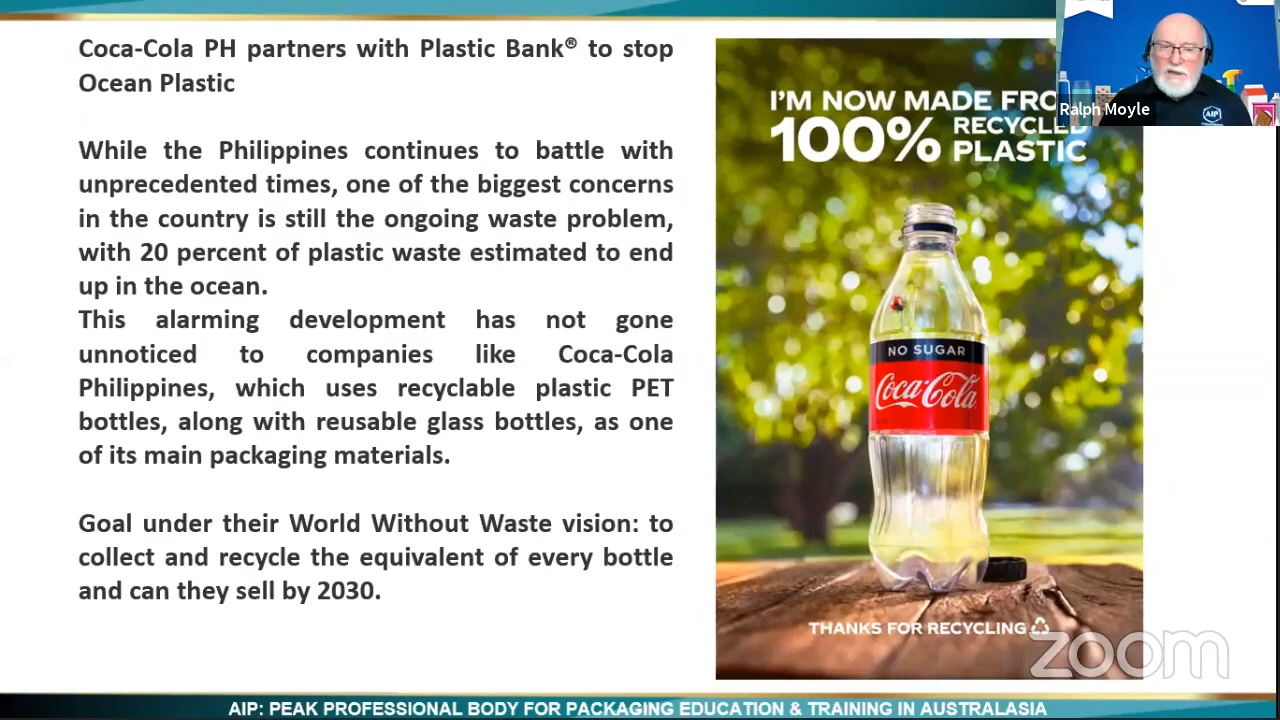 Coca-Cola PH partners with Plastic Bank® to stop
Ocean Plastic
While the Philippines continues to battle with
unprecedented times, one of the biggest concerns
in the country is still the ongoing waste problem,
with 20 percent of plastic waste estimated to end
up in the ocean.
This alarming development has not gone
unnoticed to companies like Coca-Cola
Philippines, which uses recyclable plastic PET
bottles, along with reusable glass bottles, as one
of its main packaging materials.
Goal under their World Without Waste vision: to
collect and recycle the equivalent of every bottle
and can they sell by 2030.
I'M NOW MADE FRO
100% RECYCLED
PLASTIC
NO SUGAR
Coca-Cola
THANKS FOR RECYCLING
Ralph Moyle
AIP
zoom
AIP: PEAK PROFESSIONAL BODY FOR PACKAGING EDUCATION & TRAINING IN AUSTRALASIA